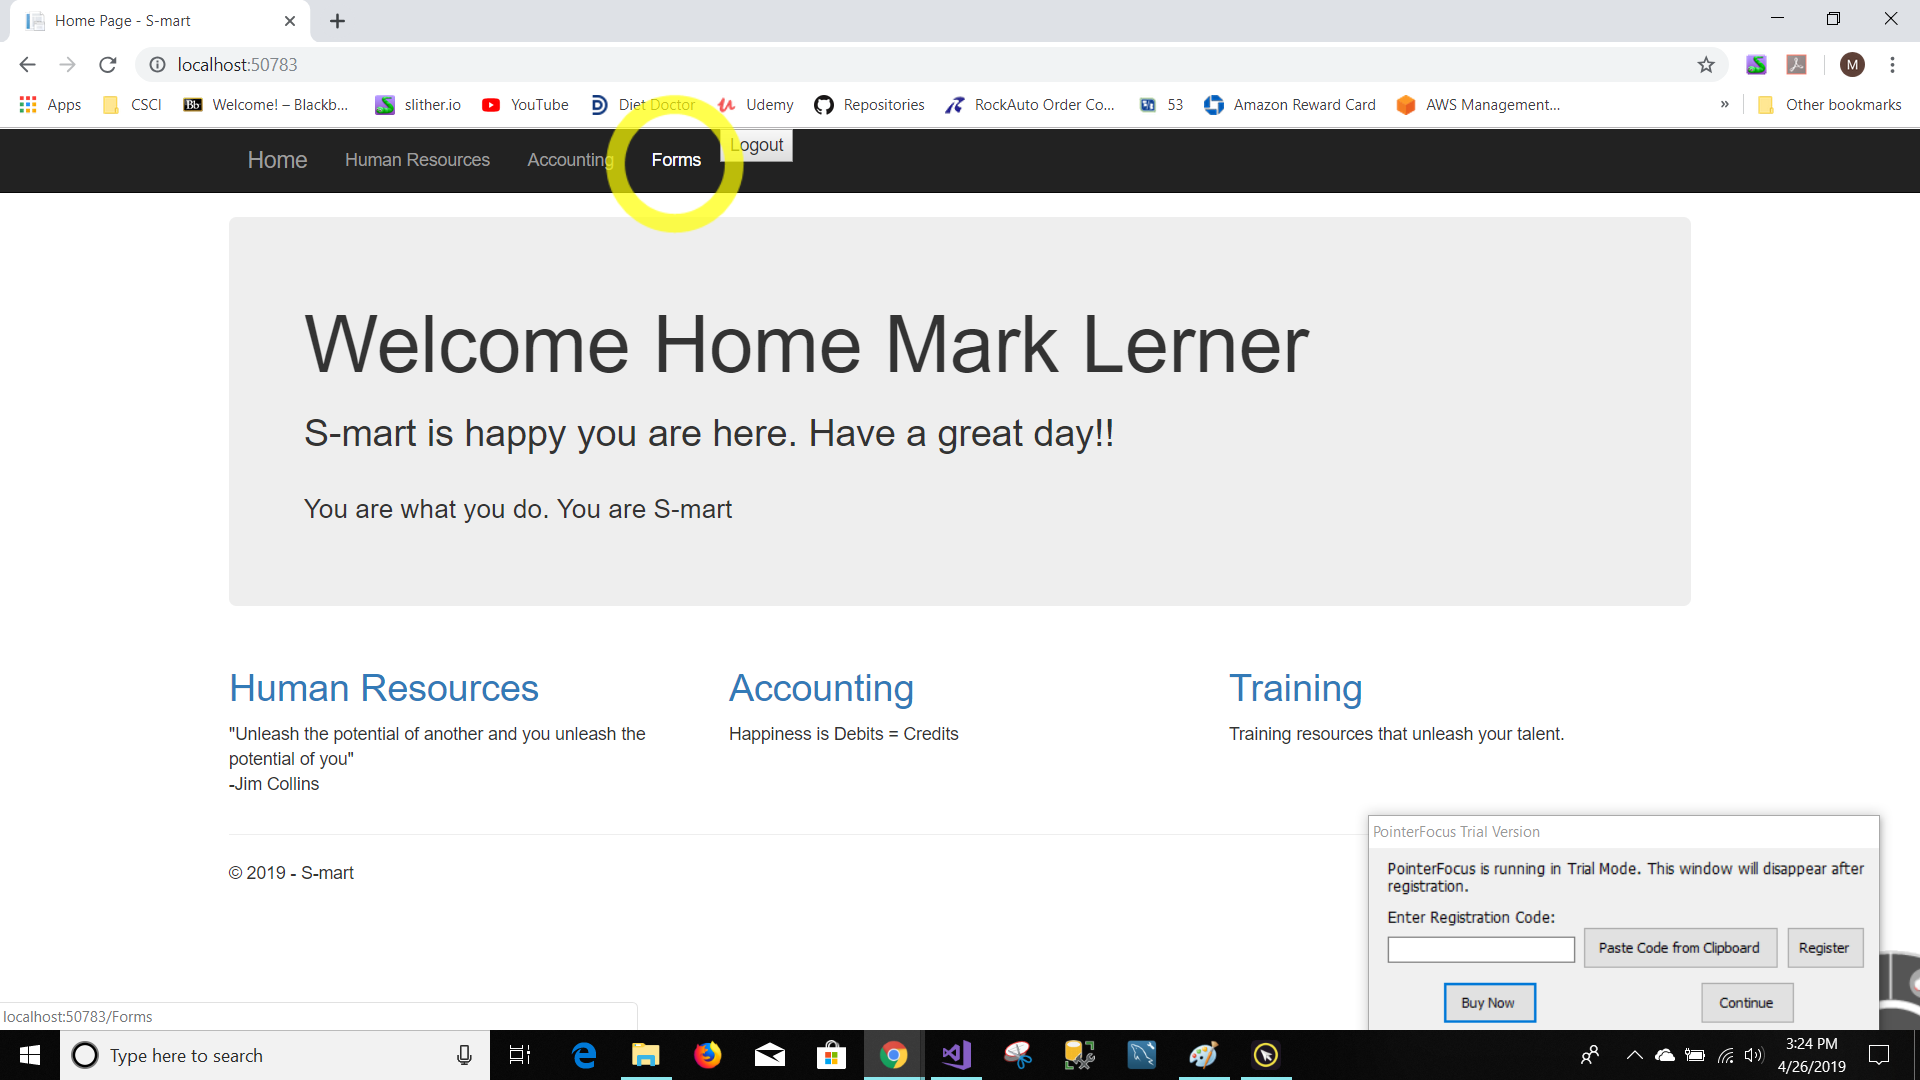 Home Page - S-mart
localhost:50783
M
Apps
CSCI
Bb Welcome! – Blackb...
slither.io
YouTube
Diet Doctor
Udemy
Repositories
RockAuto Order Co...
53
Amazon Reward Card
AWS Management...
»
Other bookmarks
Home
Human Resources
Accounting
Forms
Logout
Welcome Home Mark Lerner
S-mart is happy you are here. Have a great day!!
You are what you do. You are S-mart
Human Resources
"Unleash the potential of another and you unleash the
potential of you"
-Jim Collins
Accounting
Happiness is Debits = Credits
Training
Training resources that unleash your talent.
© 2019 - S-mart
PointerFocus Trial Version
PointerFocus is running in Trial Mode. This window will disappear after
registration.
Enter Registration Code:
Paste Code from Clipboard
Register
Buy Now
Continue
localhost:50783/Forms
Type here to search
3:24 PM
4/26/2019